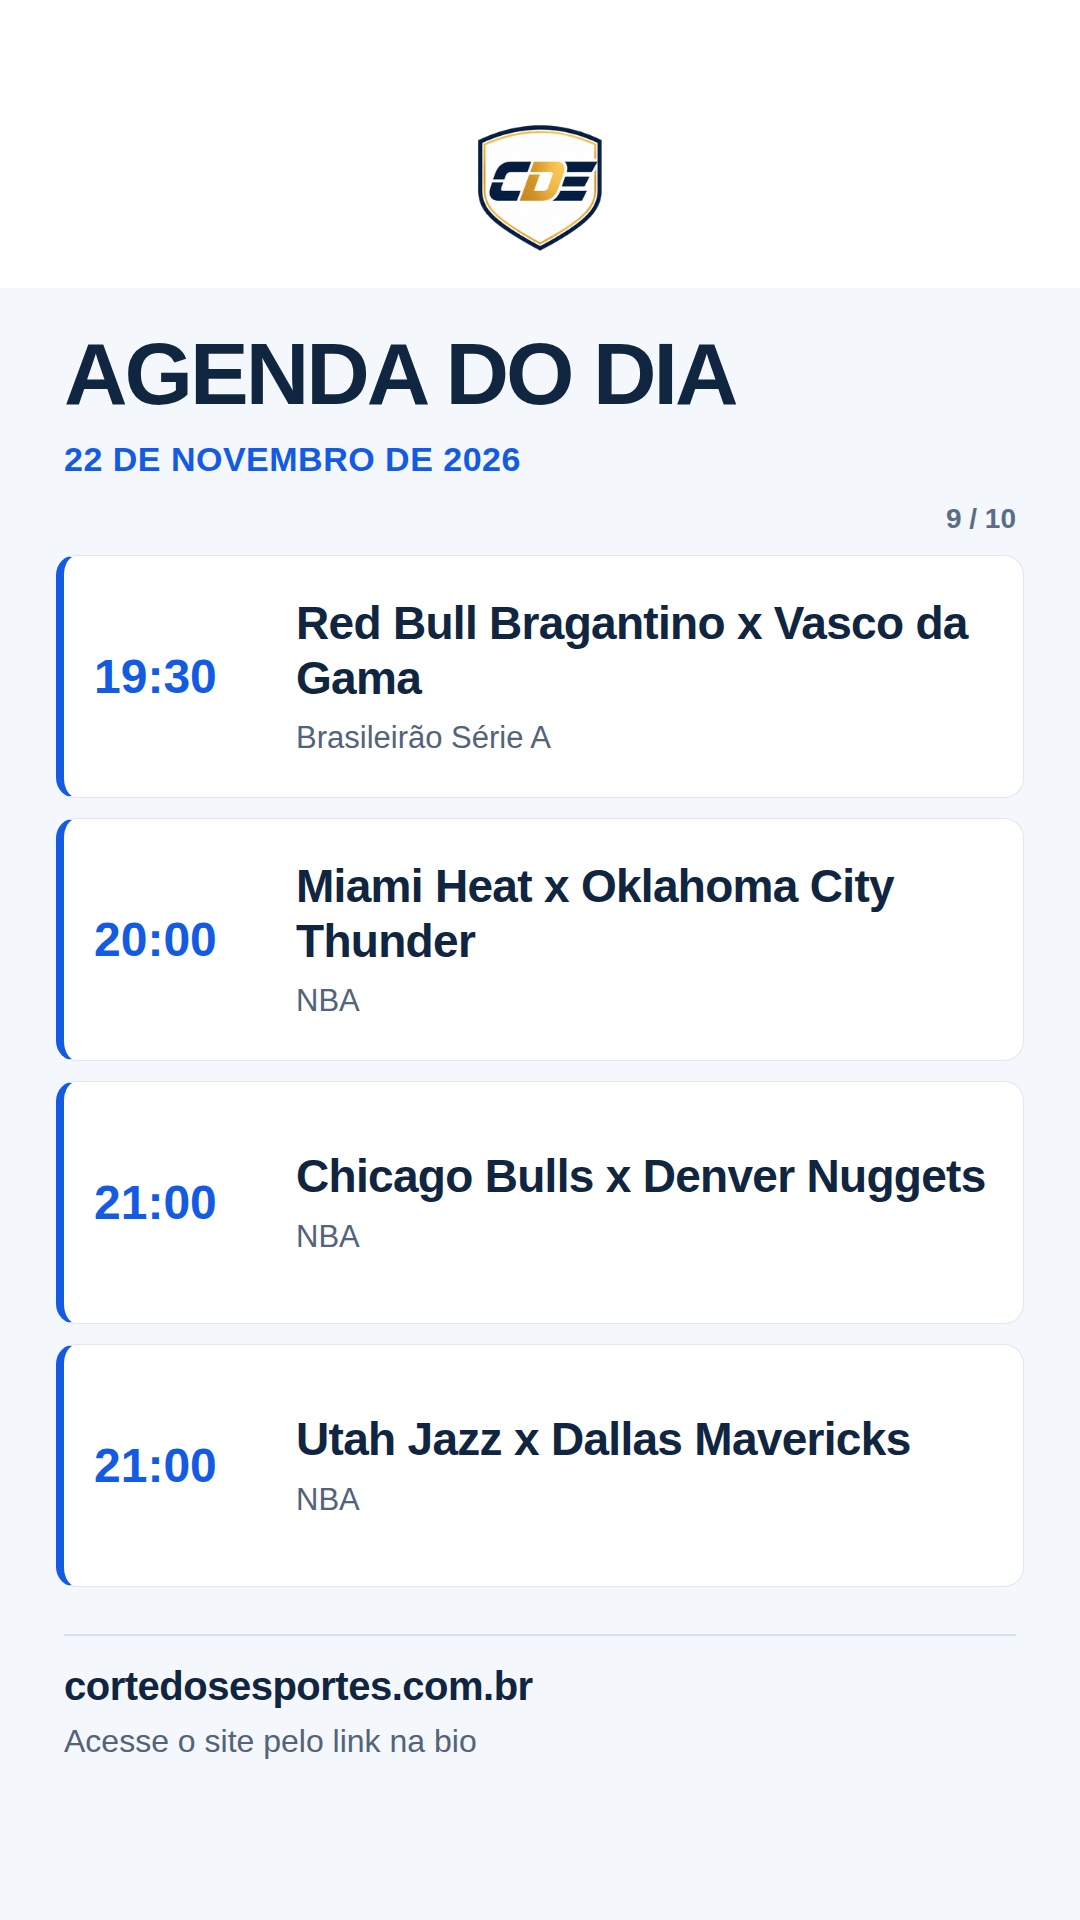 CDE
AGENDA DO DIA
22 DE NOVEMBRO DE 2026
9 / 10
19:30
Red Bull Bragantino x Vasco da
Gama
Brasileirão Série A
20:00
Miami Heat x Oklahoma City
Thunder
NBA
21:00
Chicago Bulls x Denver Nuggets
NBA
21:00
Utah Jazz x Dallas Mavericks
NBA
cortedosesportes.com.br
Acesse o site pelo link na bio